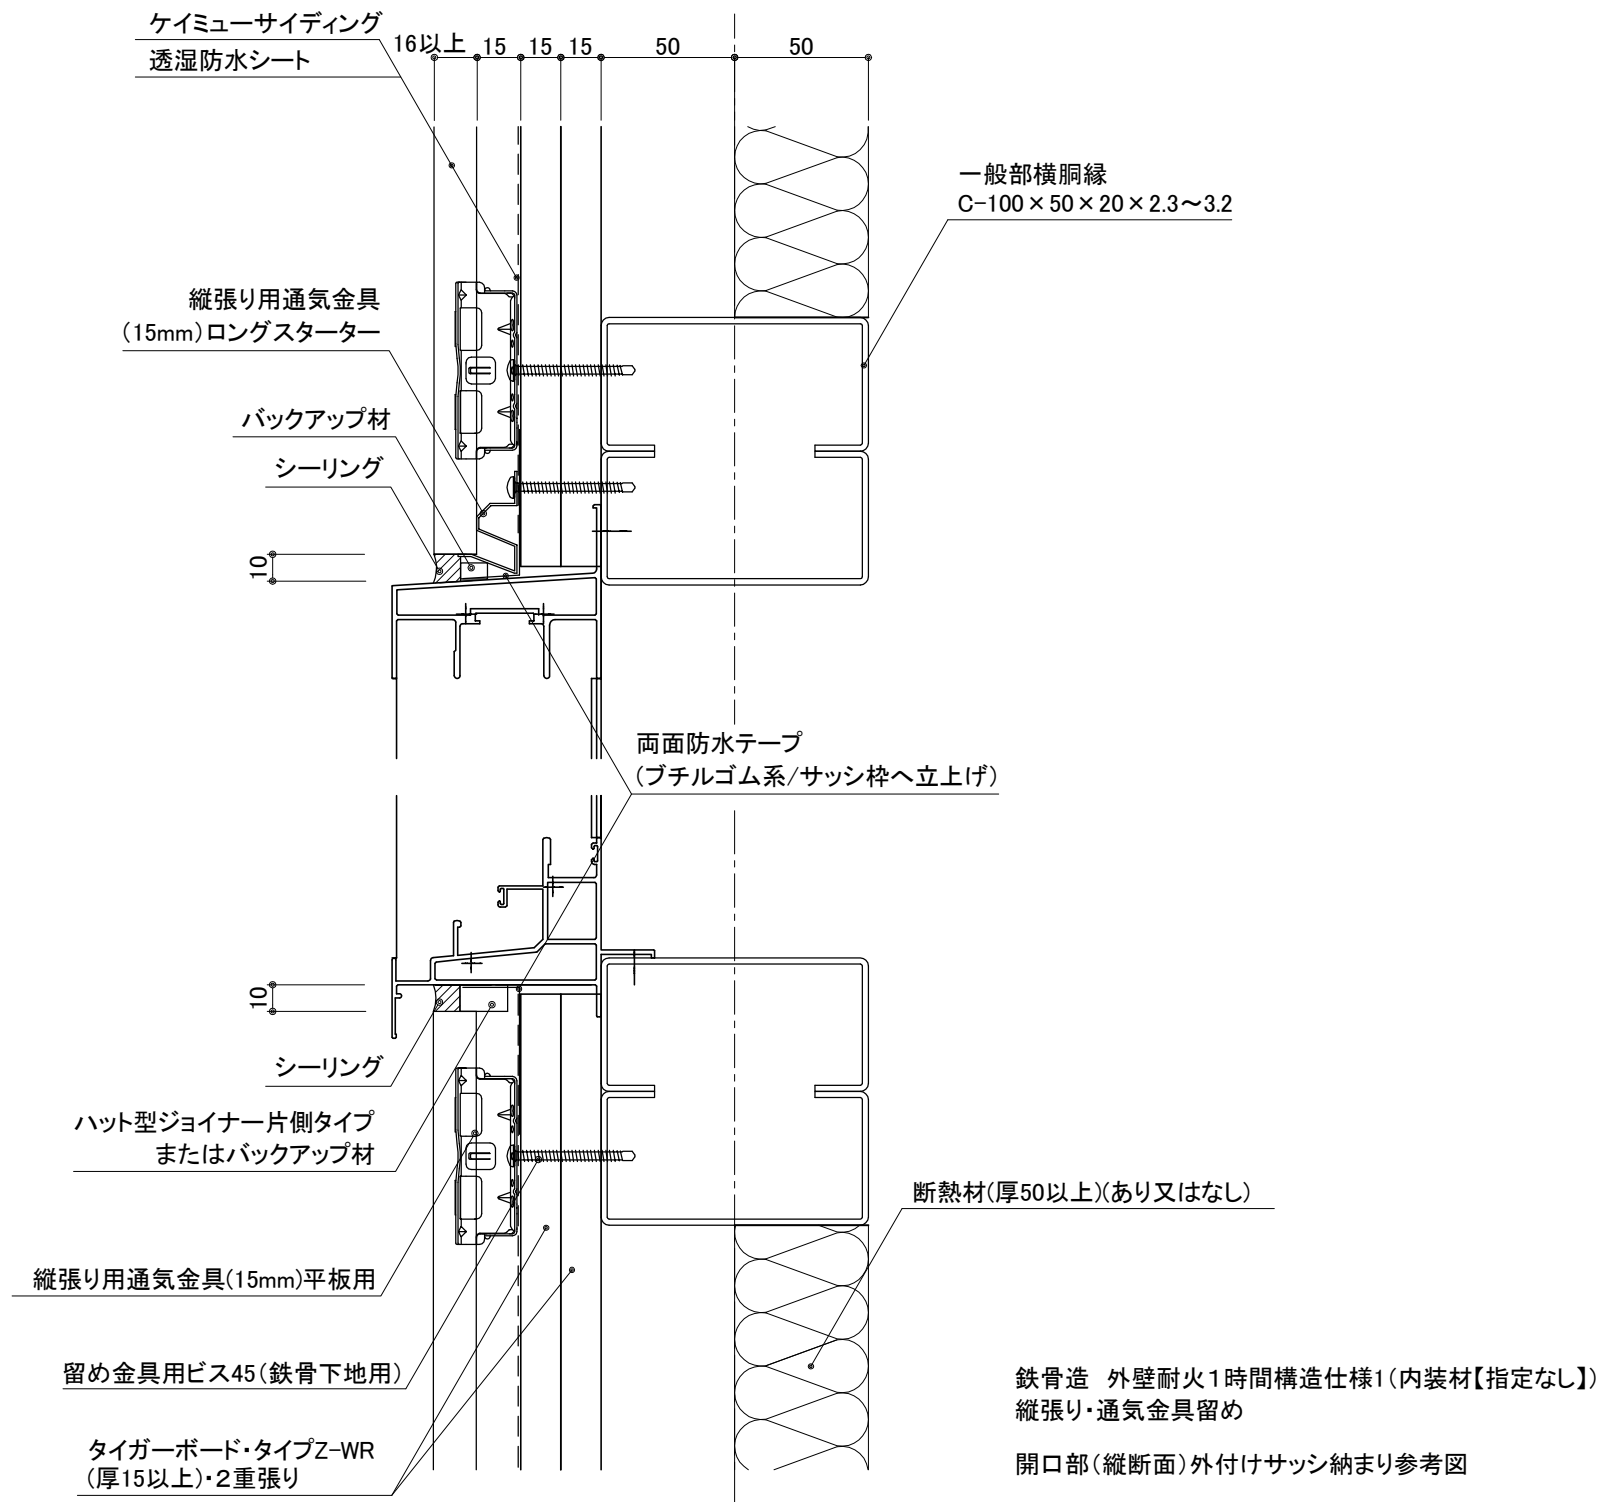 ケイミューサイディング
透湿防水シート
16以上
15
15
15
50
50
一般部横胴縁
C-100×50×20×2.3～3.2
縦張り用通気金具
(15mm)ロングスターター
バックアップ材
シーリング
10
両面防水テープ
(ブチルゴム系/サッシ枠へ立上げ)
10
シーリング
ハット型ジョイナー片側タイプ
またはバックアップ材
断熱材(厚50以上)(あり又はなし)
縦張り用通気金具(15mm)平板用
留め金具用ビス45(鉄骨下地用)
タイガーボード・タイプZ-WR
(厚15以上)・2重張り
鉄骨造 外壁耐火1時間構造仕様1(内装材【指定なし】)
縦張り・通気金具留め
開口部(縦断面)外付けサッシ納まり参考図